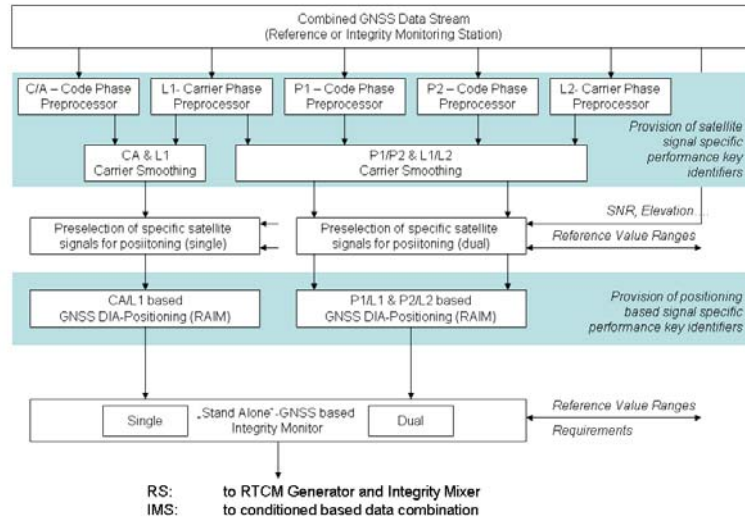 Combined GNSS Data Stream
(Reference or Integrity Monitoring Station)
C/A – Code Phase
Preprocessor
L1- Carrier Phase
Preprocessor
P1 – Code Phase
Preprocessor
P2 – Code Phase
Preprocessor
L2- Carrier Phase
Preprocessor
Provision of satellite
signal specific
performance key
identifiers
CA & L1
Carrier Smoothing
P1/P2 & L1/L2
Carrier Smoothing
SNR, Elevation....
Preselection of specific satellite
signals for posiitoning (single)
Preselection of specific satellite
signals for posiitoning (dual)
Reference Value Ranges
CA/L1 based
GNSS DIA-Positioning (RAIM)
P1/L1 & P2/L2 based
GNSS DIA-Positioning (RAIM)
Provision of positioning
based signal specific
performance key identifiers
Single
„Stand Alone“-GNSS based
Integrity Monitor
Dual
Reference Value Ranges
Requirements
RS: to RTCM Generator and Integrity Mixer
IMS: to conditioned based data combination